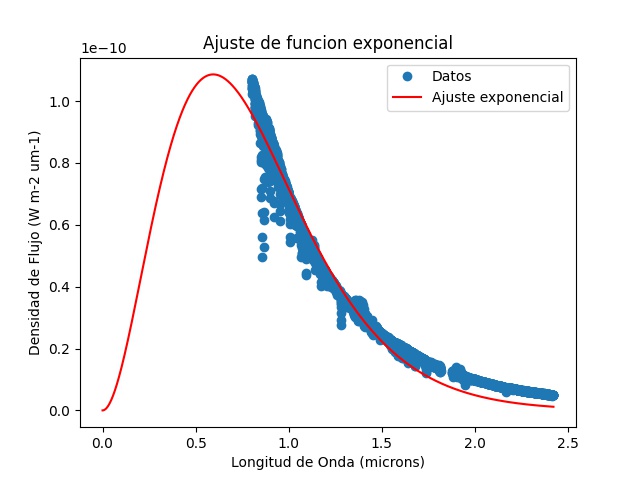 Ajuste de funcion exponencial
1e−10
Datos
Ajuste exponencial
1.0
0.8
0.6
0.4
0.2
0.0
Densidad de Flujo (W m-2 um-1)
0.0 0.5 1.0 1.5 2.0 2.5
Longitud de Onda (microns)